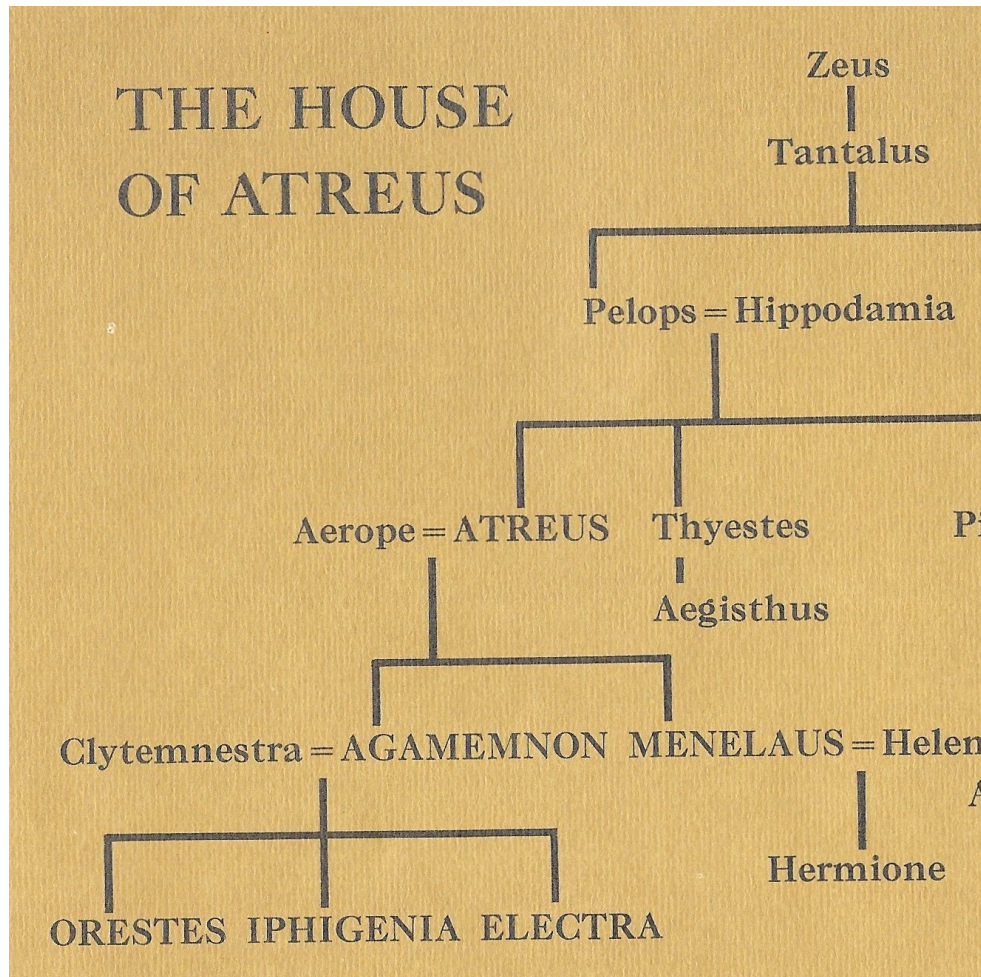 THE HOUSE
OF ATREUS
Zeus
Tantalus
Pelops = Hippodamia
Aerope = ATREUS Thyestes
Aegisthus
Clytemnestra = AGAMEMNON MENELAUS = Helen
Hermione
ORESTES IPHIGENIA ELECTRA